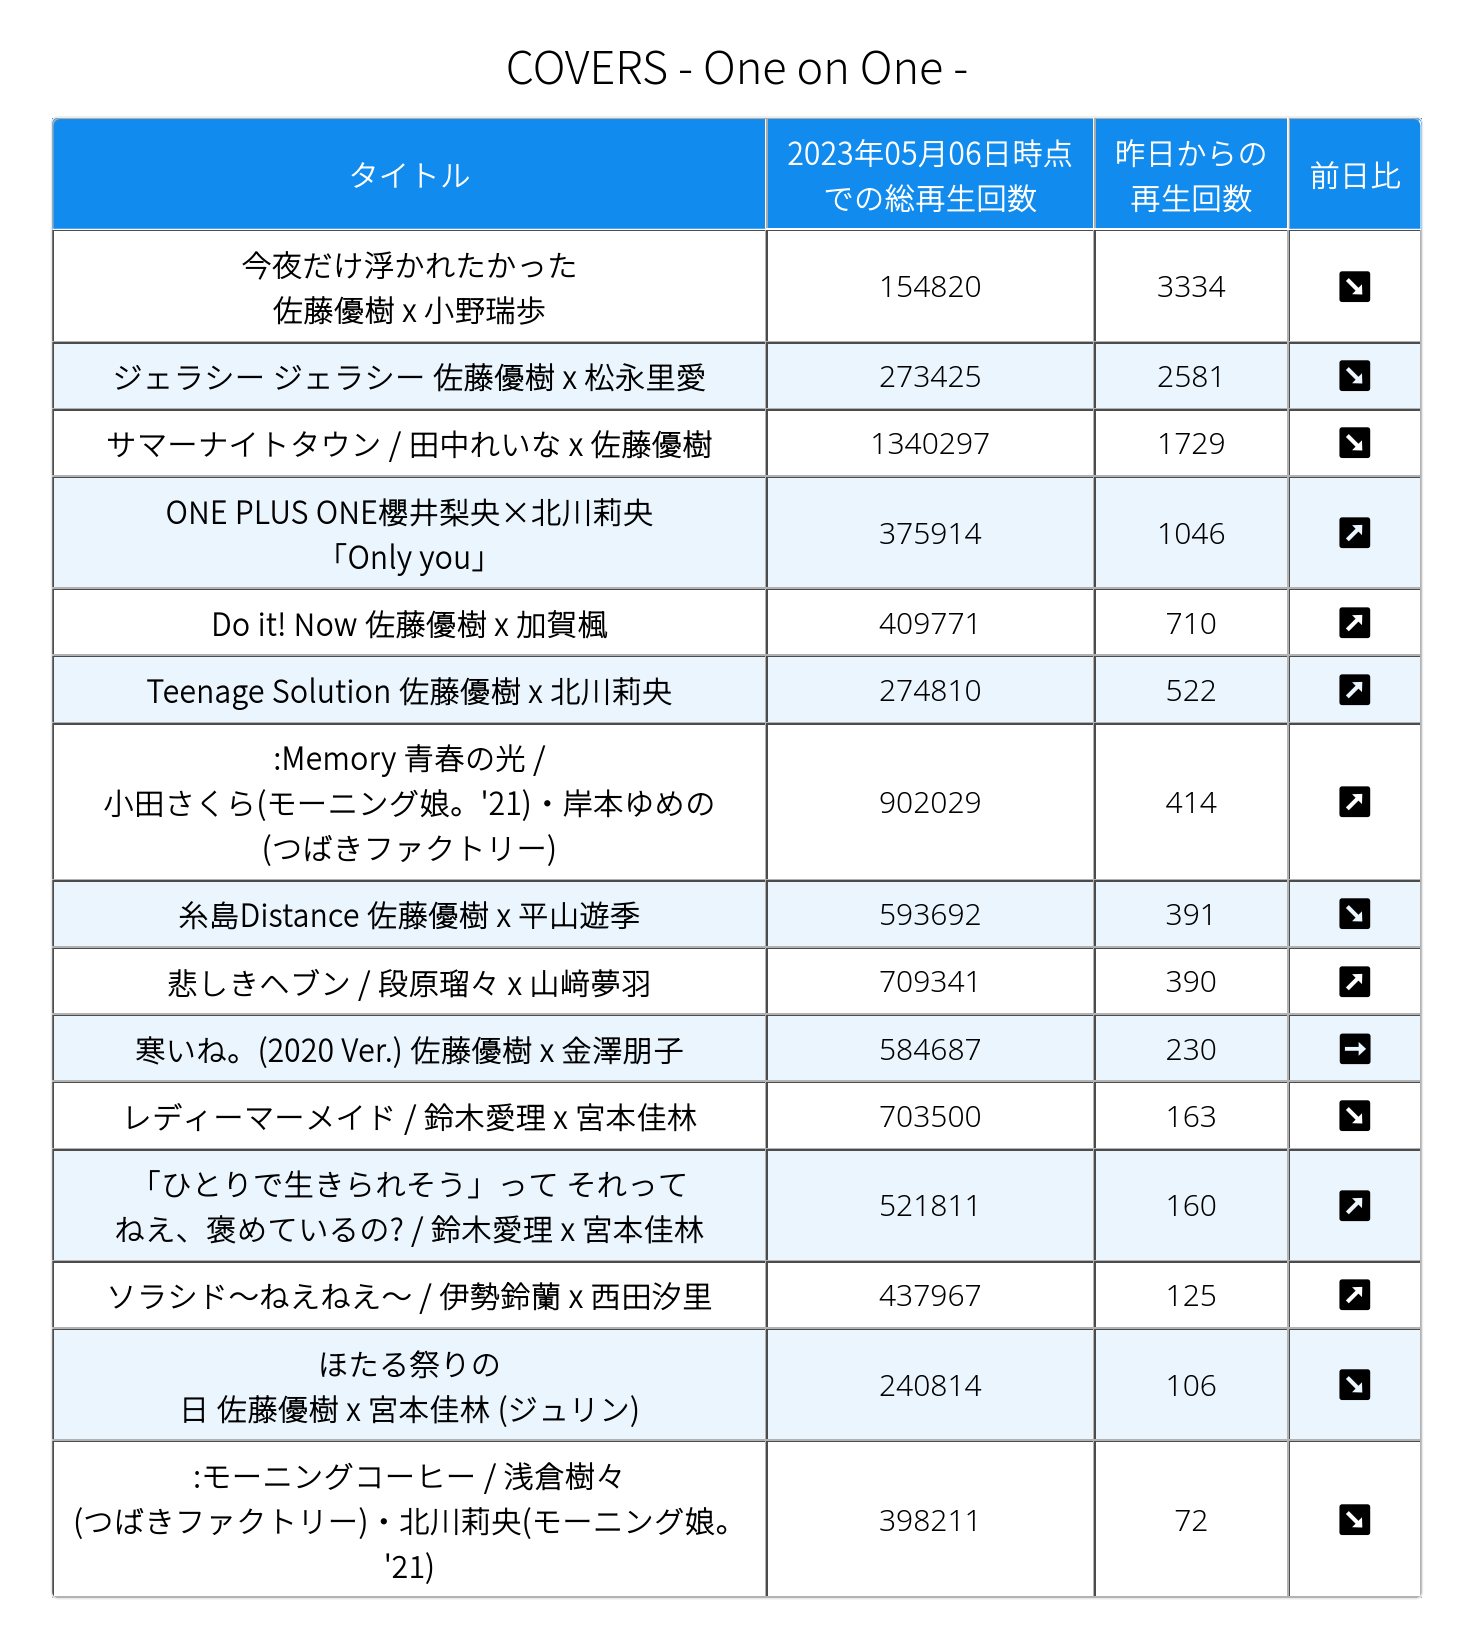 COVERS - One on One -
タイトル
2023年05月06日時点
での総再生回数
昨日からの
再生回数
前日比
今夜だけ浮かれたかった
佐藤優樹 x 小野瑞歩
154820
3334
ジェラシー ジェラシー 佐藤優樹 x 松永里愛
273425
2581
サマーナイトタウン / 田中れいな x 佐藤優樹
1340297
1729
ONE PLUS ONE櫻井梨央×北川莉央
「Only you」
375914
1046
Do it! Now 佐藤優樹 x 加賀楓
409771
710
Teenage Solution 佐藤優樹 x 北川莉央
274810
522
:Memory 青春の光 /
小田さくら(モーニング娘。'21)・岸本ゆめの
(つばきファクトリー)
902029
414
糸島Distance 佐藤優樹 x 平山遊季
593692
391
悲しきヘブン / 段原瑠々 x 山﨑夢羽
709341
390
寒いね。(2020 Ver.) 佐藤優樹 x 金澤朋子
584687
230
レディーマーメイド / 鈴木愛理 x 宮本佳林
703500
163
「ひとりで生きられそう」って それって
ねえ、褒めているの? / 鈴木愛理 x 宮本佳林
521811
160
ソラシド〜ねえねえ〜 / 伊勢鈴蘭 x 西田汐里
437967
125
ほたる祭りの
日 佐藤優樹 x 宮本佳林 (ジュリン)
240814
106
:モーニングコーヒー / 浅倉樹々
(つばきファクトリー)・北川莉央(モーニング娘。
'21)
398211
72